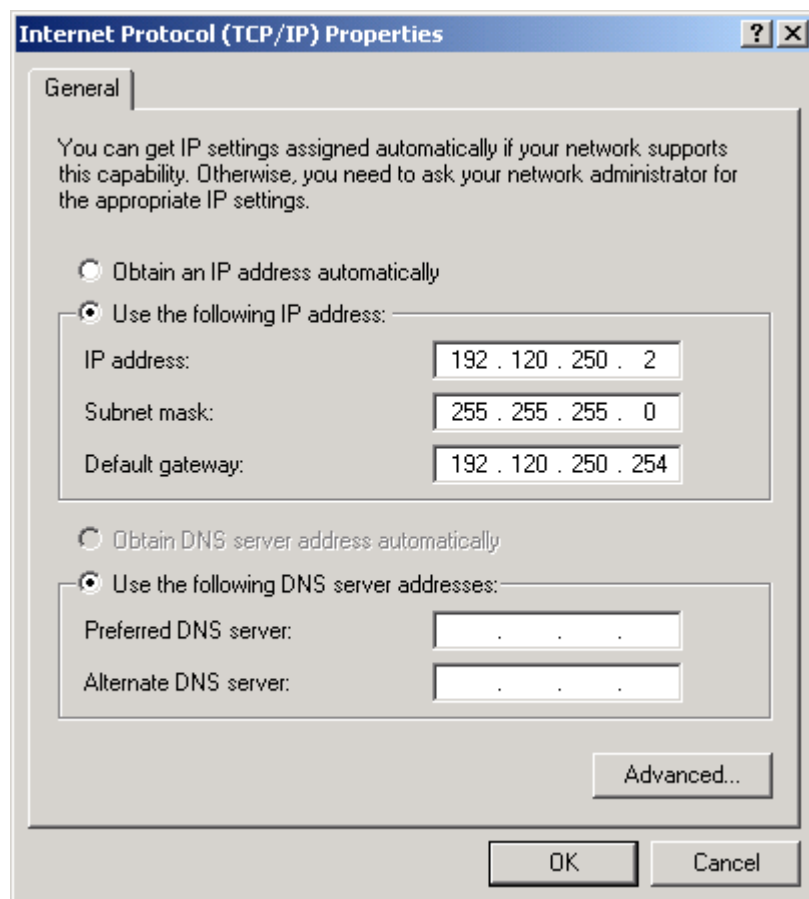 Internet Protocol (TCP/IP) Properties
General
You can get IP settings assigned automatically if your network supports
this capability. Otherwise, you need to ask your network administrator for
the appropriate IP settings.
Obtain an IP address automatically
Use the following IP address:
IP address: 192 . 120 . 250 . 2
Subnet mask: 255 . 255 . 255 . 0
Default gateway: 192 . 120 . 250 . 254
Obtain DNS server address automatically
Use the following DNS server addresses:
Preferred DNS server: . . .
Alternate DNS server: . . .
Advanced...
OK Cancel